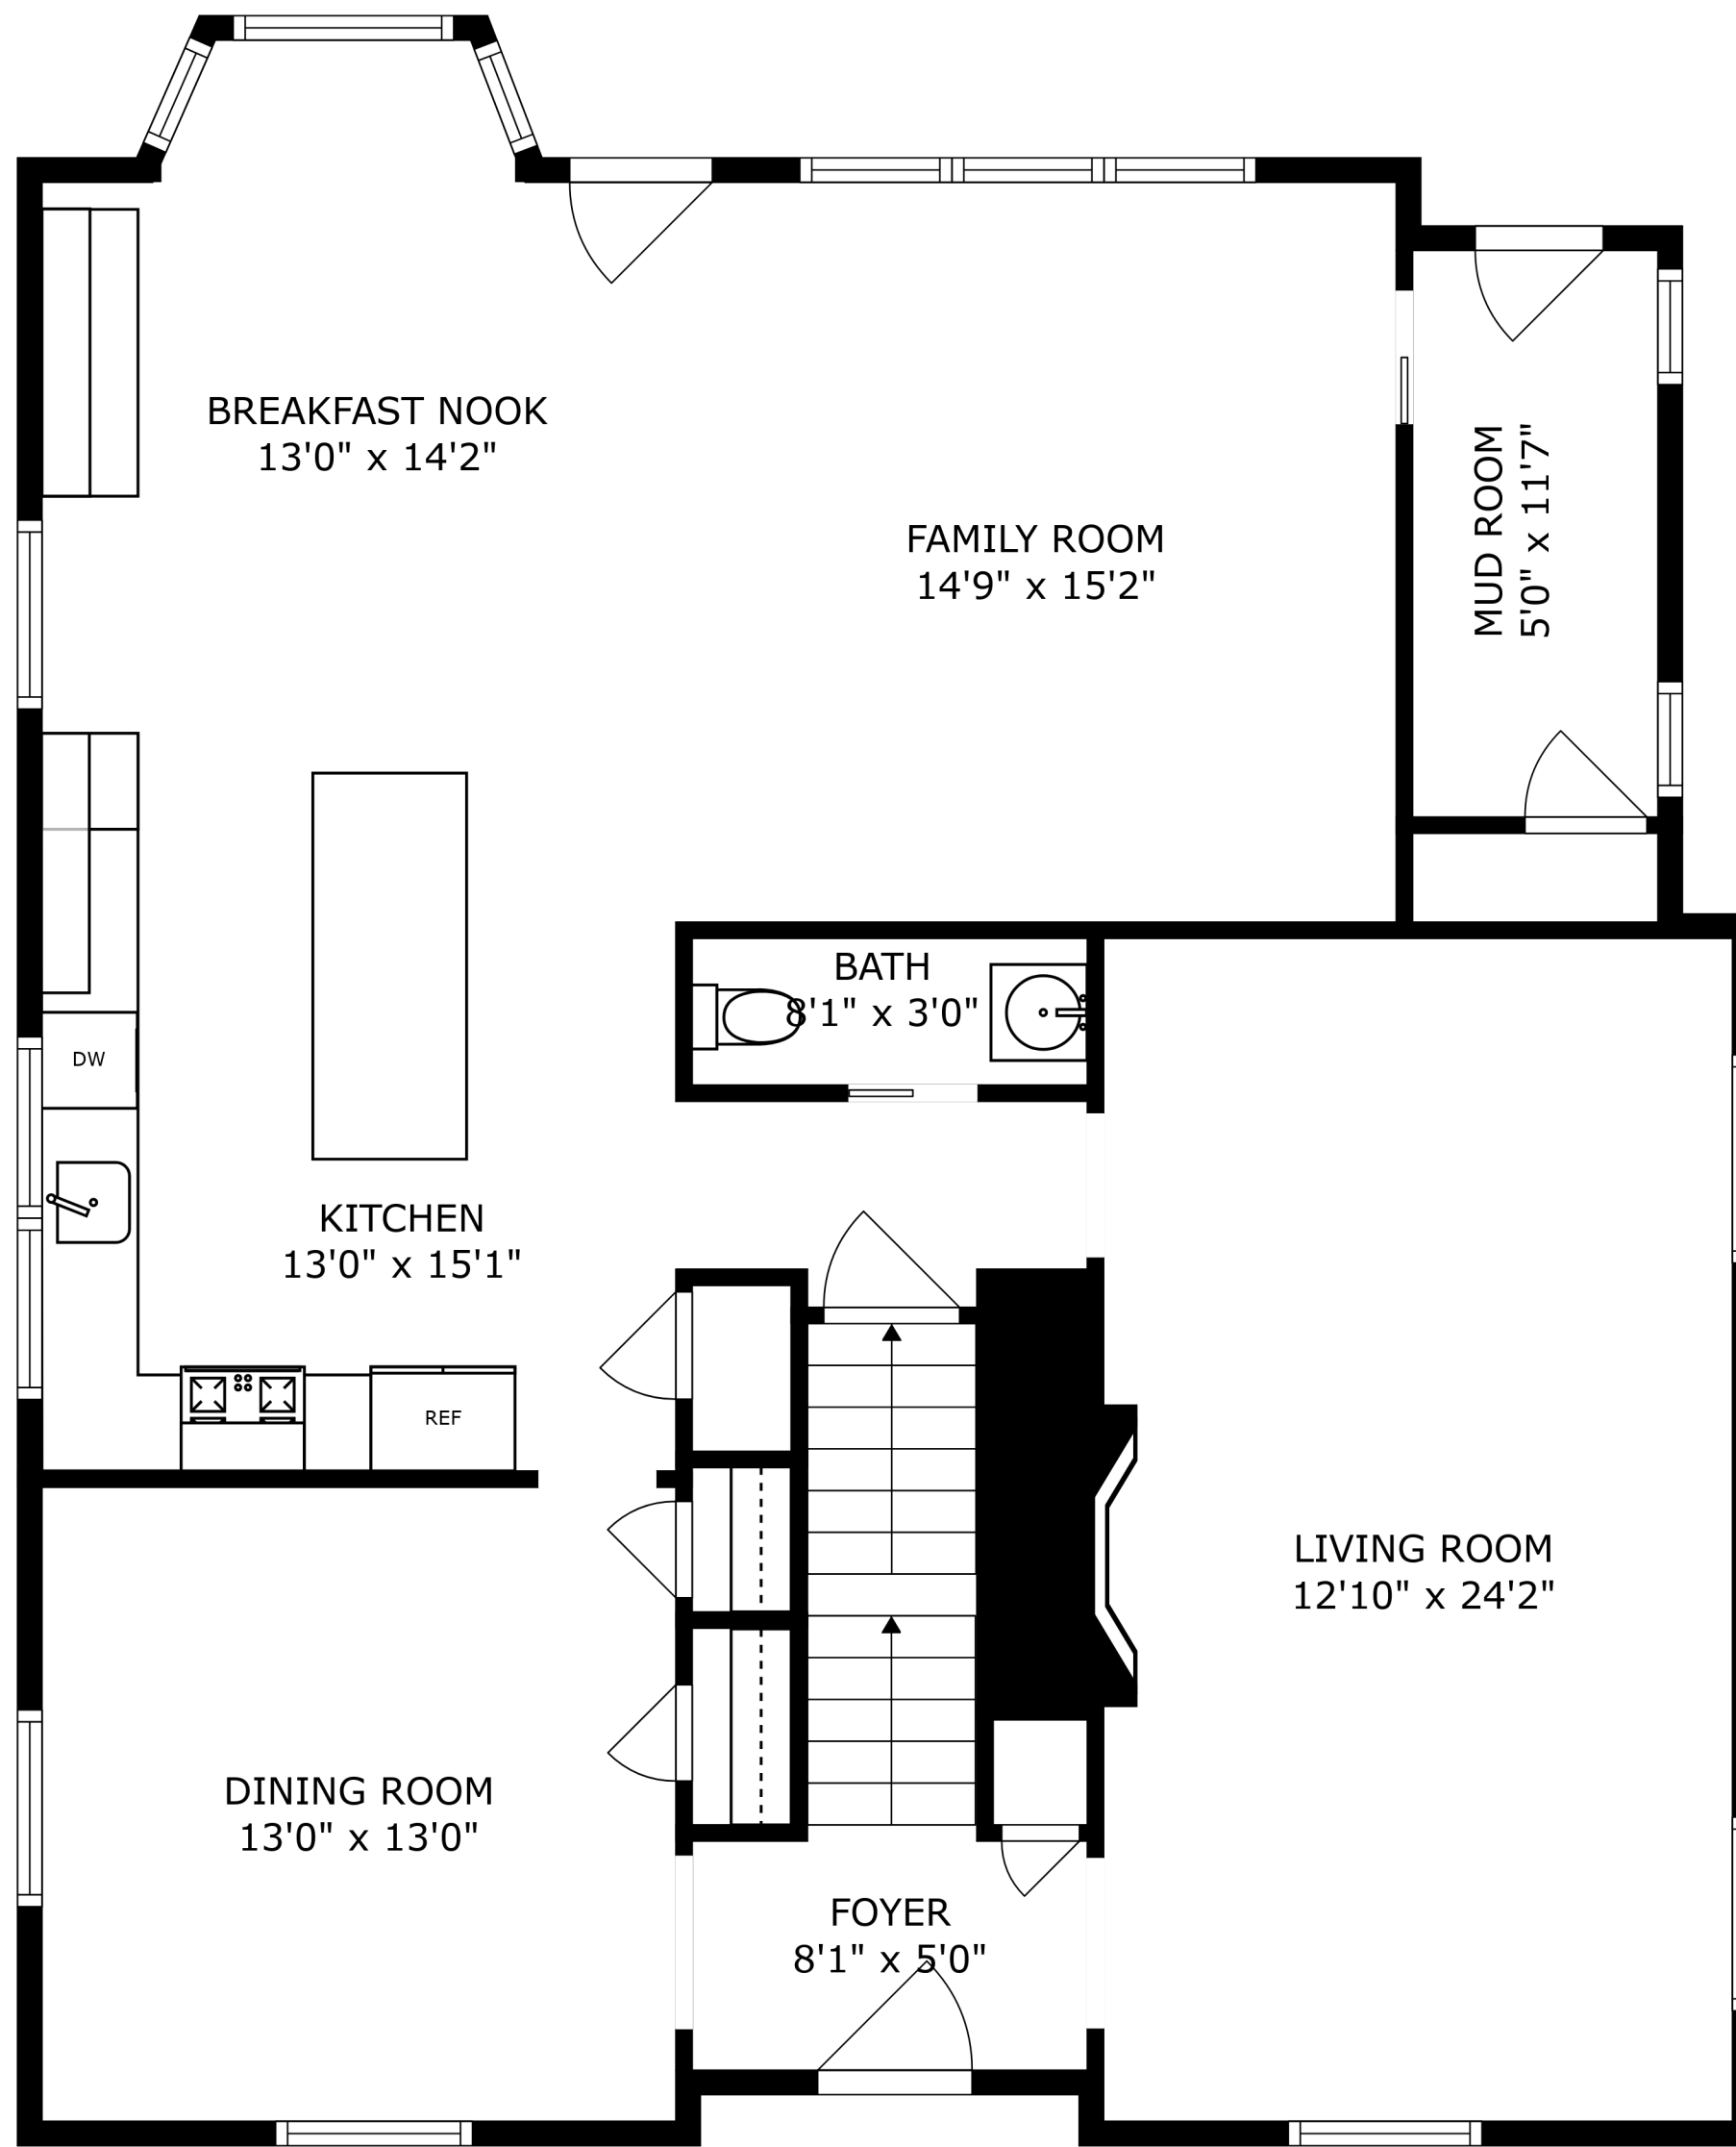 BREAKFAST NOOK
13'0" x 14'2"
FAMILY ROOM
14'9" x 15'2"
MUD ROOM
5'0" x 11'7"
BATH
8'1" x 3'0"
DW
KITCHEN
13'0" x 15'1"
REF
LIVING ROOM
12'10" x 24'2"
DINING ROOM
13'0" x 13'0"
FOYER
8'1" x 5'0"